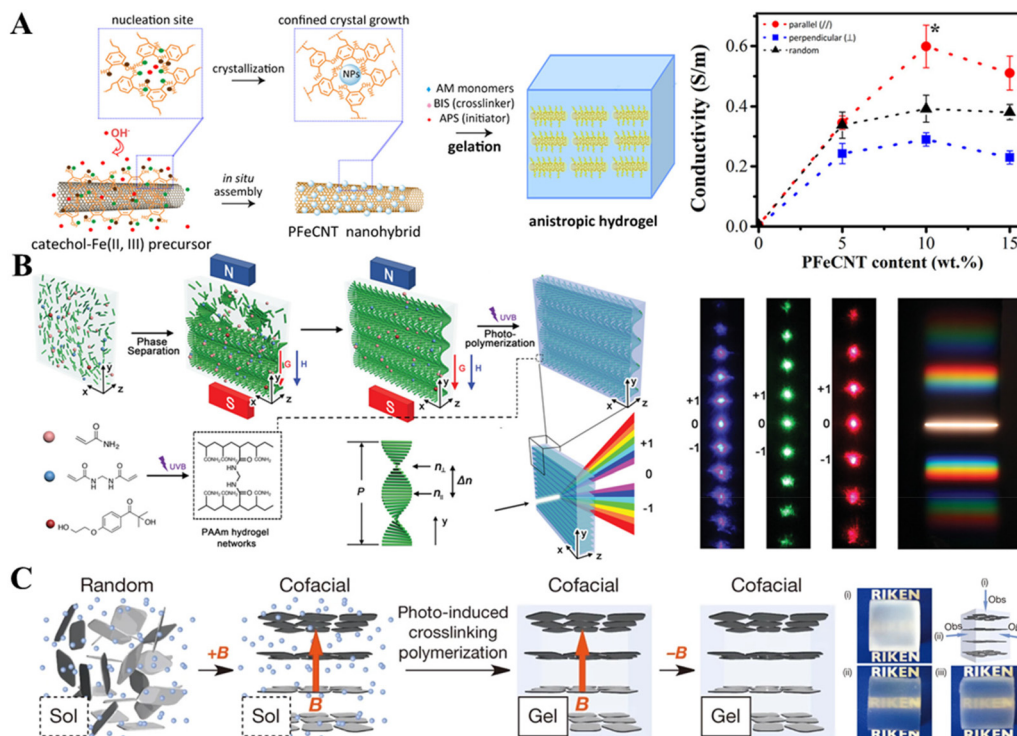 A
nucleation site
confined crystal growth
crystallization
NPs
OH⁻
in situ
assembly
catechol-Fe(II, III) precursor
PFeCNT nanohybrid
AM monomers
BIS (crosslinker)
APS (initiator)
gelation
anistropic hydrogel
parallel (//)
perpendicular (⊥)
random
*
Conductivity (S/m)
0.6
0.4
0.2
0.0
0
5
10
15
PFeCNT content (wt.%)
B
N
N
Phase
Separation
UVB
Photo-
polymerization
G
H
G
H
S
S
x
y
z
x
y
z
x
y
z
x
y
z
NH₂
UVB
PAAm hydrogel
networks
P
n⊥
n∥
Δn
y
+1
0
-1
x
y
z
+1
0
-1
+1
0
-1
+1
0
-1
C
Random
Cofacial
Cofacial
Cofacial
+B
Photo-induced
crosslinking
polymerization
−B
B
B
Sol
Sol
Gel
Gel
(i)
RIKEN
(i)
Obs
Obs
(ii)
(ii)
RIKEN
(iii)
RIKEN